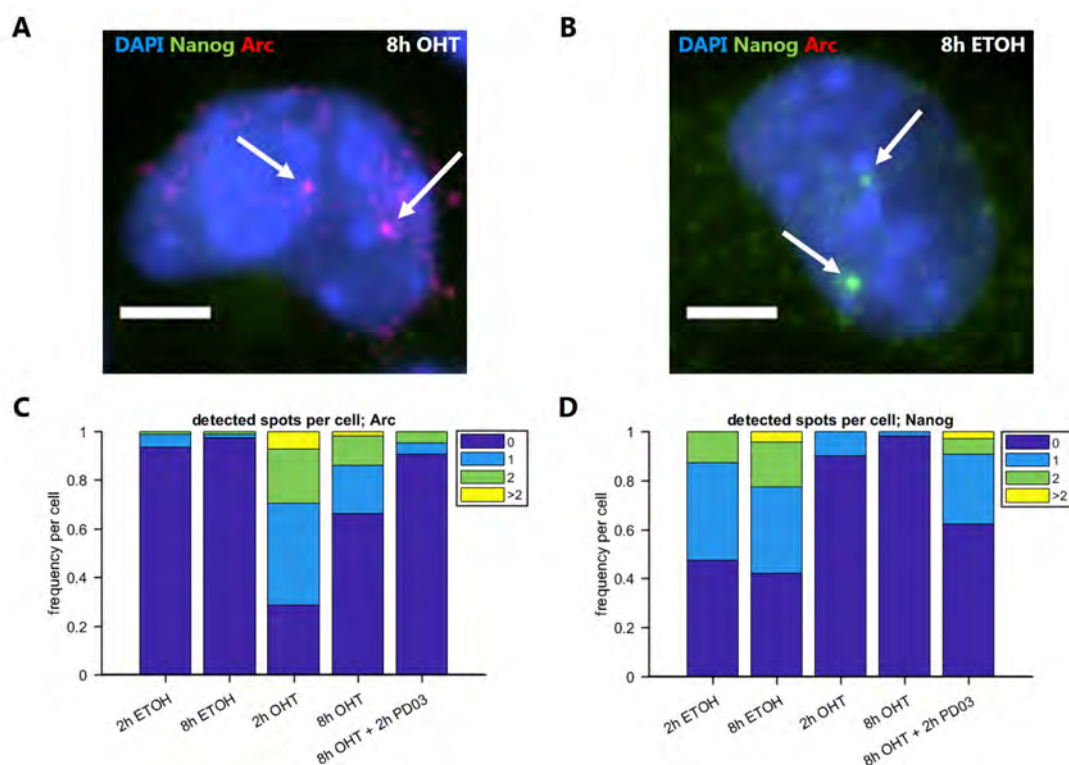 A
DAPI Nanog Arc
8h OHT
B
DAPI Nanog Arc
8h ETOH
C
detected spots per cell; Arc
frequency per cell
1
0.8
0.6
0.4
0.2
0
2h ETOH
8h ETOH
2h OHT
8h OHT
8h OHT + 2h PD03
0
1
2
>2
D
detected spots per cell; Nanog
frequency per cell
1
0.8
0.6
0.4
0.2
0
2h ETOH
8h ETOH
2h OHT
8h OHT
8h OHT + 2h PD03
0
1
2
>2